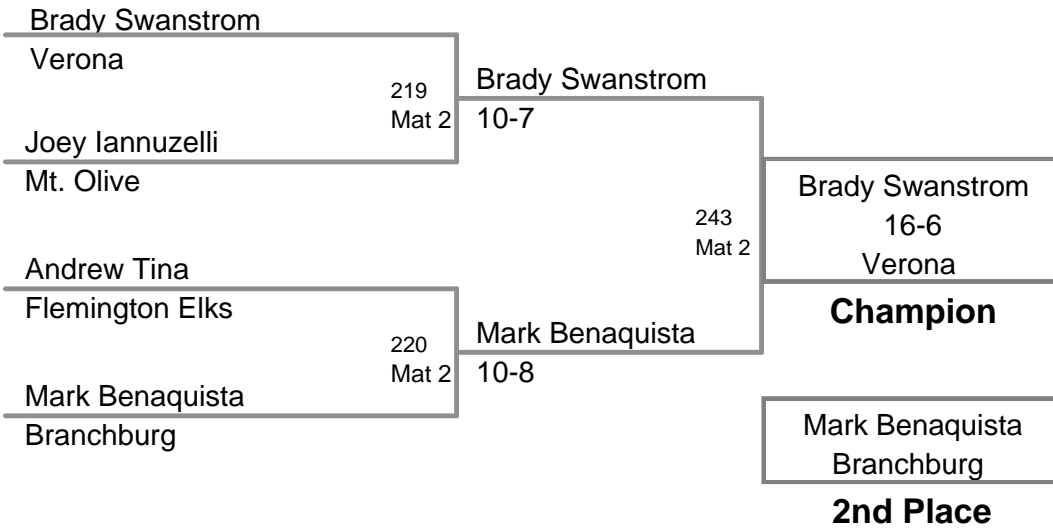 Brady Swanstrom
Verona
219
Mat 2
Joey Iannuzelli
Mt. Olive
Brady Swanstrom
10-7
Andrew Tina
Flemington Elks
220
Mat 2
Mark Benaquista
Branchburg
Mark Benaquista
10-8
243
Mat 2
Brady Swanstrom
16-6
Verona
Champion
Mark Benaquista
Branchburg
2nd Place